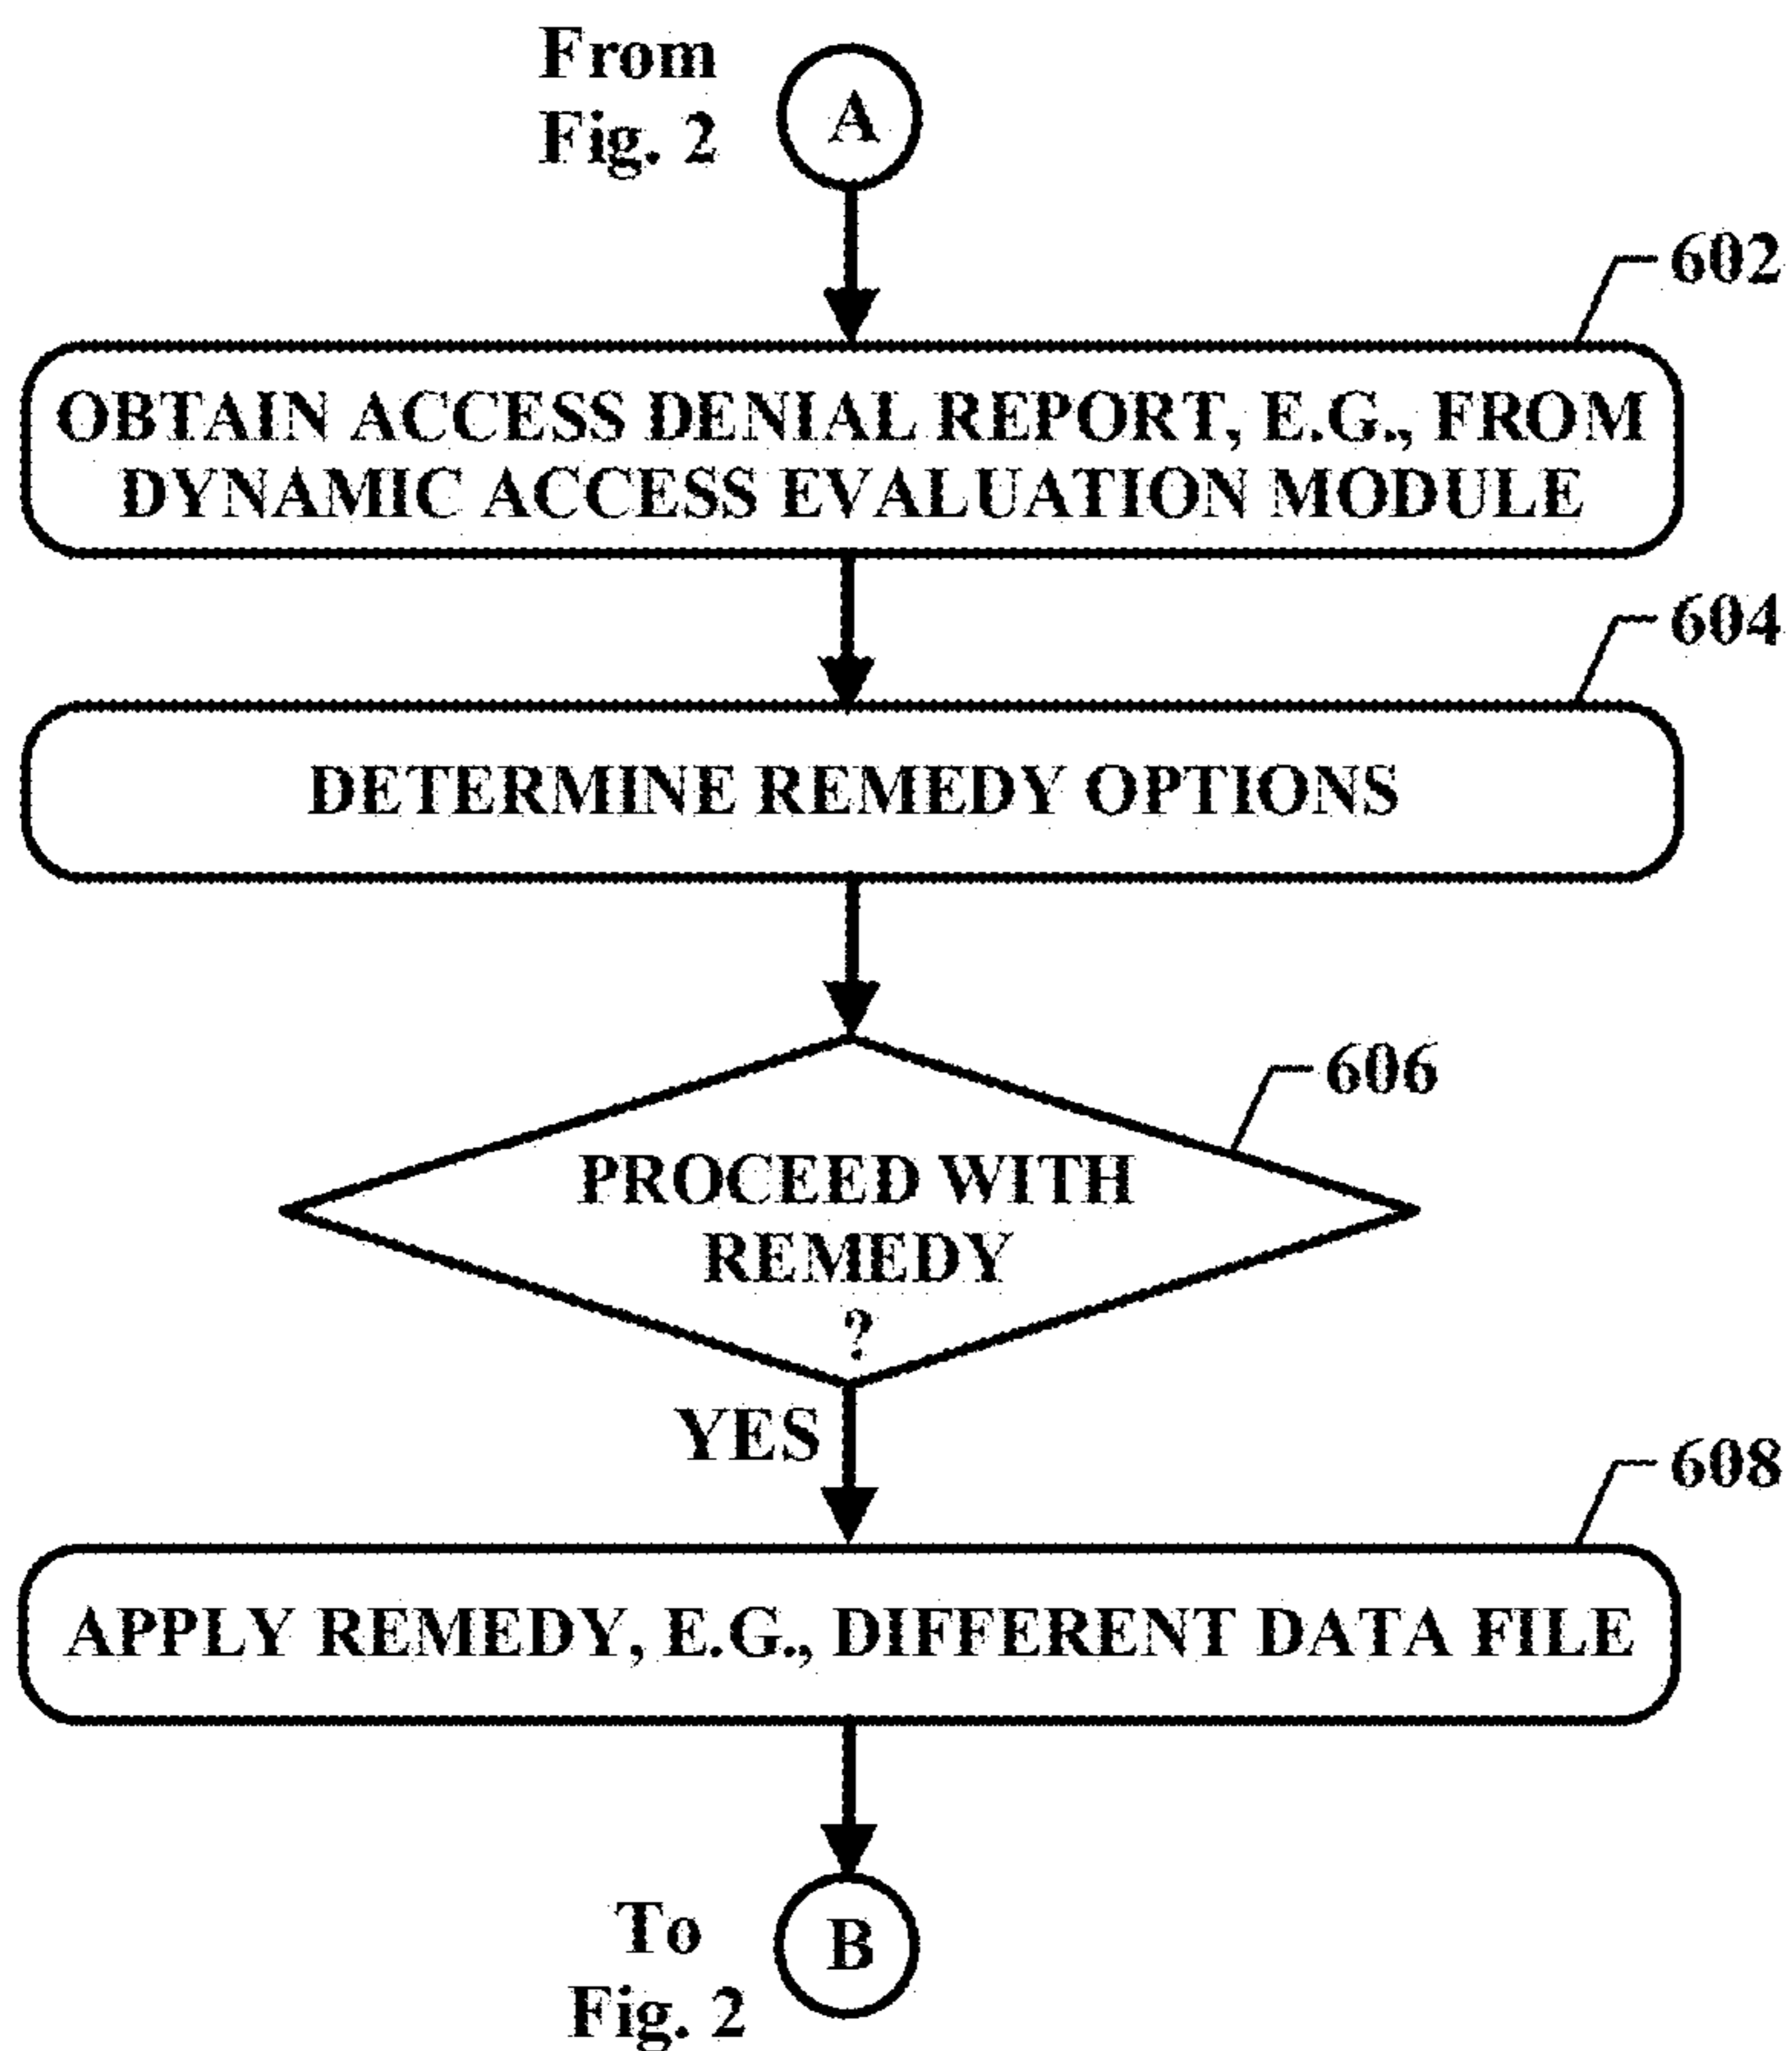 From
Fig. 2
A
602
OBTAIN ACCESS DENIAL REPORT, E.G., FROM
DYNAMIC ACCESS EVALUATION MODULE
604
DETERMINE REMEDY OPTIONS
606
PROCEED WITH
REMEDY
?
YES
608
APPLY REMEDY, E.G., DIFFERENT DATA FILE
To
Fig. 2
B